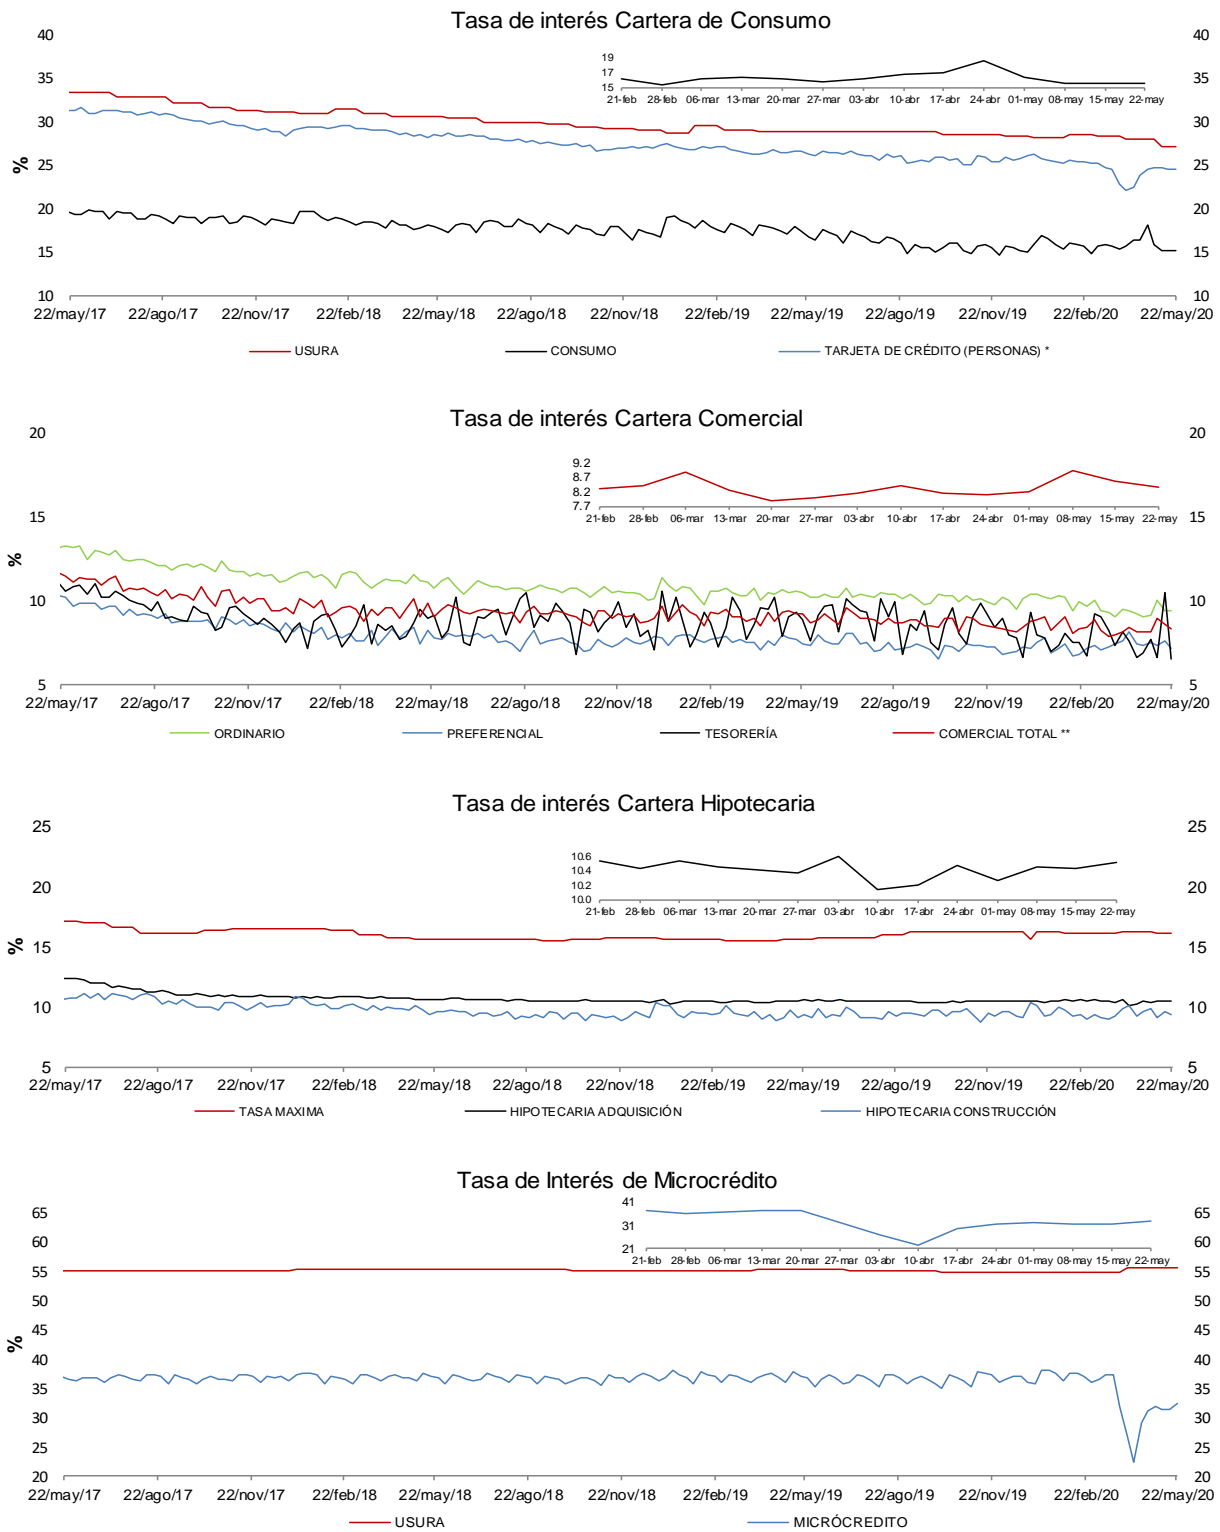 Tasa de interés Cartera de Consumo
40 40
19
17
15
21-feb 28-feb 06-mar 13-mar 20-mar 27-mar 03-abr 10-abr 17-abr 24-abr 01-may 08-may 15-may 22-may
35 35
30 30
25 25
%
20 20
15 15
10 10
22/may/17 22/ago/17 22/nov/17 22/feb/18 22/may/18 22/ago/18 22/nov/18 22/feb/19 22/may/19 22/ago/19 22/nov/19 22/feb/20 22/may/20
USURA CONSUMO TARJETA DE CRÉDITO (PERSONAS) *
Tasa de interés Cartera Comercial
20 20
9.2
8.7
8.2
7.7
21-feb 28-feb 06-mar 13-mar 20-mar 27-mar 03-abr 10-abr 17-abr 24-abr 01-may 08-may 15-may 22-may
15 15
%
10 10
5 5
22/may/17 22/ago/17 22/nov/17 22/feb/18 22/may/18 22/ago/18 22/nov/18 22/feb/19 22/may/19 22/ago/19 22/nov/19 22/feb/20 22/may/20
ORDINARIO PREFERENCIAL TESORERÍA COMERCIAL TOTAL **
Tasa de interés Cartera Hipotecaria
25 25
10.6
10.4
10.2
10.0
21-feb 28-feb 06-mar 13-mar 20-mar 27-mar 03-abr 10-abr 17-abr 24-abr 01-may 08-may 15-may 22-may
20 20
15 15
%
10 10
5 5
22/may/17 22/ago/17 22/nov/17 22/feb/18 22/may/18 22/ago/18 22/nov/18 22/feb/19 22/may/19 22/ago/19 22/nov/19 22/feb/20 22/may/20
TASA MAXIMA HIPOTECARIA ADQUISICIÓN HIPOTECARIA CONSTRUCCIÓN
Tasa de Interés de Microcrédito
41
31
21
21-feb 28-feb 06-mar 13-mar 20-mar 27-mar 03-abr 10-abr 17-abr 24-abr 01-may 08-may 15-may 22-may
65 65
60 60
55 55
50 50
45 45
%
40 40
35 35
30 30
25 25
20 20
22/may/17 22/ago/17 22/nov/17 22/feb/18 22/may/18 22/ago/18 22/nov/18 22/feb/19 22/may/19 22/ago/19 22/nov/19 22/feb/20 22/may/20
USURA MICRÓCREDITO